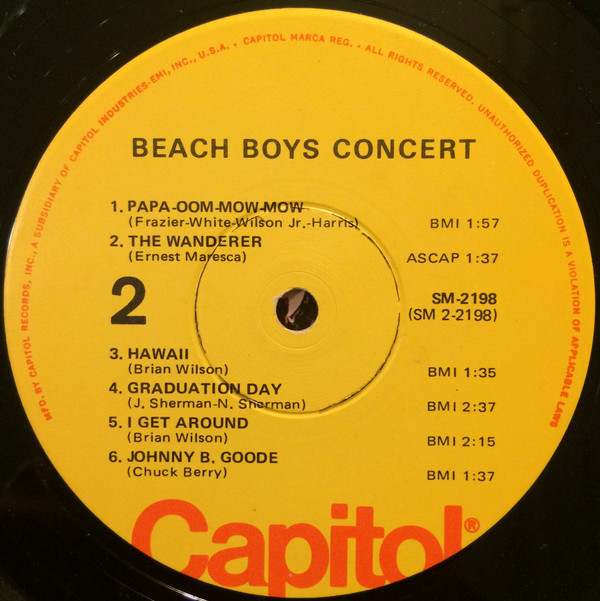 MFD. BY CAPITOL RECORDS, INC., A SUBSIDIARY OF CAPITOL INDUSTRIES-EMI, INC., U.S.A. • CAPITOL MARCA REG. • ALL RIGHTS RESERVED. UNAUTHORIZED DUPLICATION IS A VIOLATION OF APPLICABLE LAWS
BEACH BOYS CONCERT
1. PAPA-OOM-MOW-MOW
(Frazier-White-Wilson Jr.-Harris) BMI 1:57
2. THE WANDERER
(Ernest Maresca) ASCAP 1:37
2
SM-2198
(SM 2-2198)
3. HAWAII
(Brian Wilson) BMI 1:35
4. GRADUATION DAY
(J. Sherman-N. Sherman) BMI 2:37
5. I GET AROUND
(Brian Wilson) BMI 2:15
6. JOHNNY B. GOODE
(Chuck Berry) BMI 1:37
Capitol®